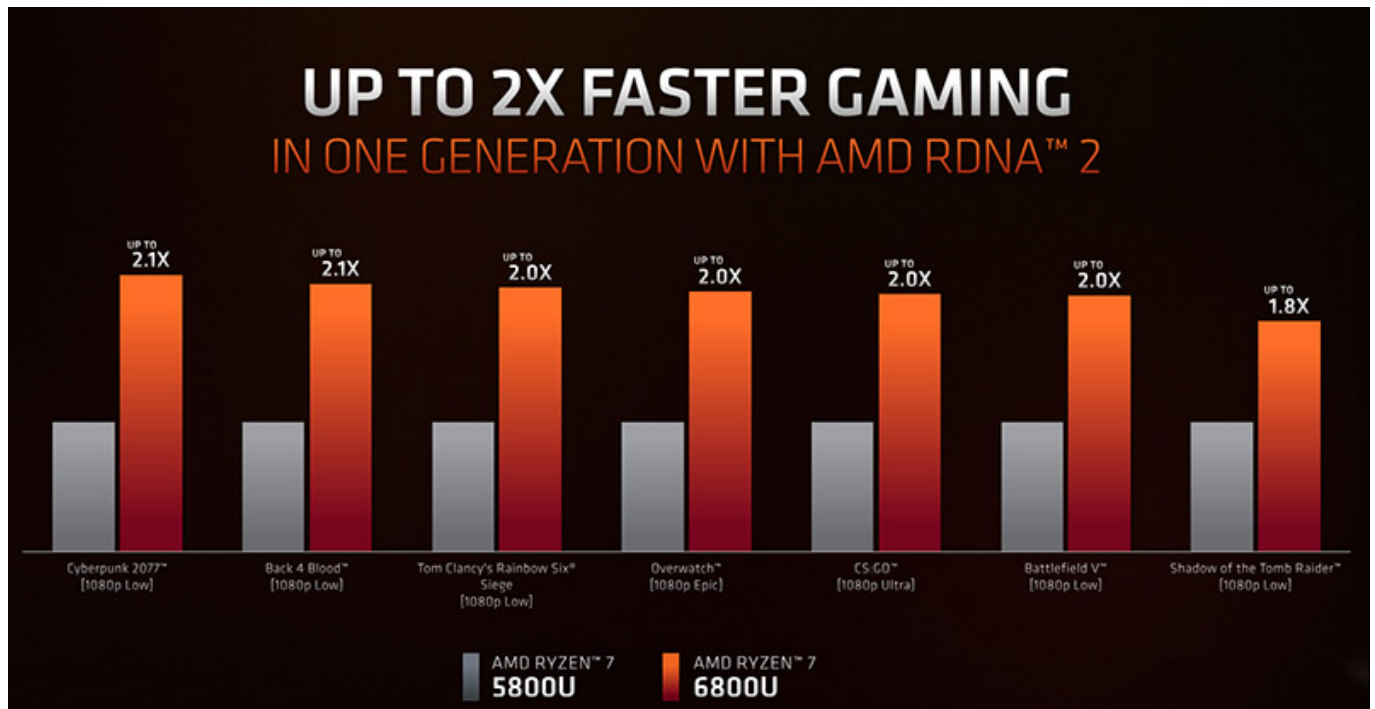 UP TO 2X FASTER GAMING
IN ONE GENERATION WITH AMD RDNA™ 2
UP TO
2.1X
UP TO
2.1X
UP TO
2.0X
UP TO
2.0X
UP TO
2.0X
UP TO
2.0X
UP TO
1.8X
Cyberpunk 2077™
[1080p Low]
Back 4 Blood™
[1080p Low]
Tom Clancy's Rainbow Six®
Siege
[1080p Low]
Overwatch™
[1080p Epic]
CS:GO™
[1080p Ultra]
Battlefield V™
[1080p Low]
Shadow of the Tomb Raider™
[1080p Low]
AMD RYZEN™ 7
5800U
AMD RYZEN™ 7
6800U